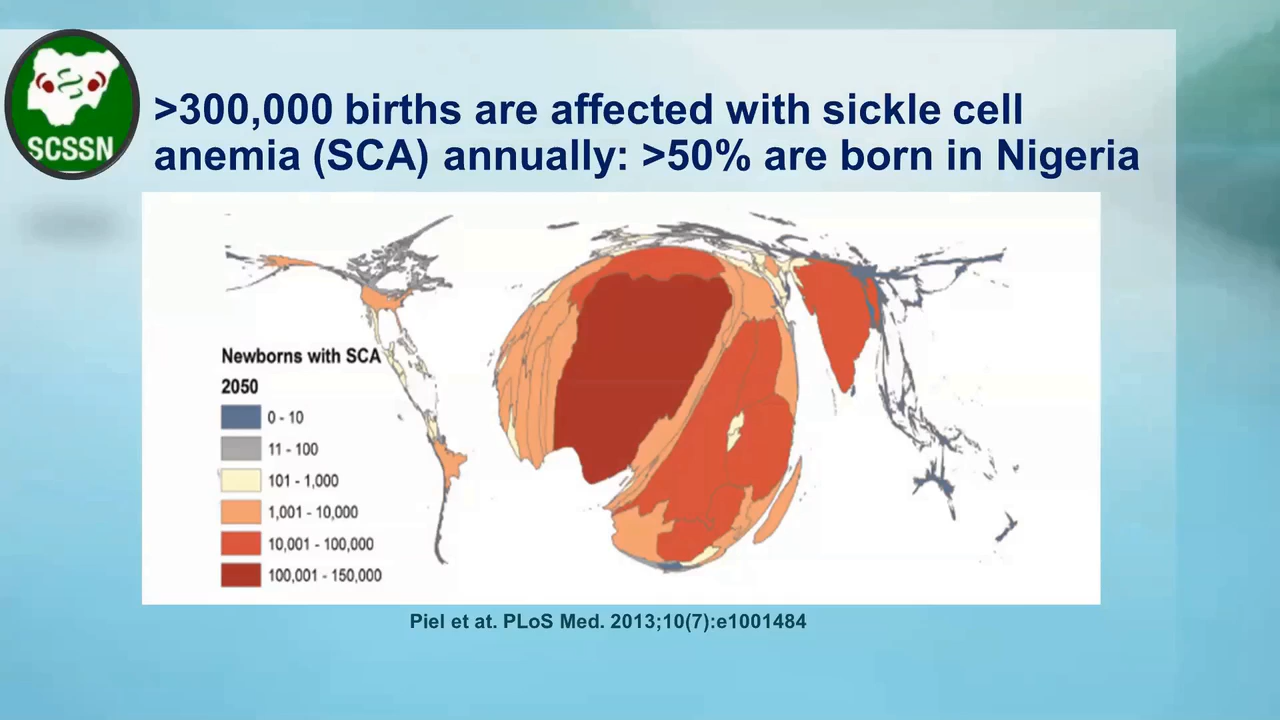 SCSSN
>300,000 births are affected with sickle cell
anemia (SCA) annually: >50% are born in Nigeria
Newborns with SCA
2050
0 - 10
11 - 100
101 - 1,000
1,001 - 10,000
10,001 - 100,000
100,001 - 150,000
Piel et at. PLoS Med. 2013;10(7):e1001484